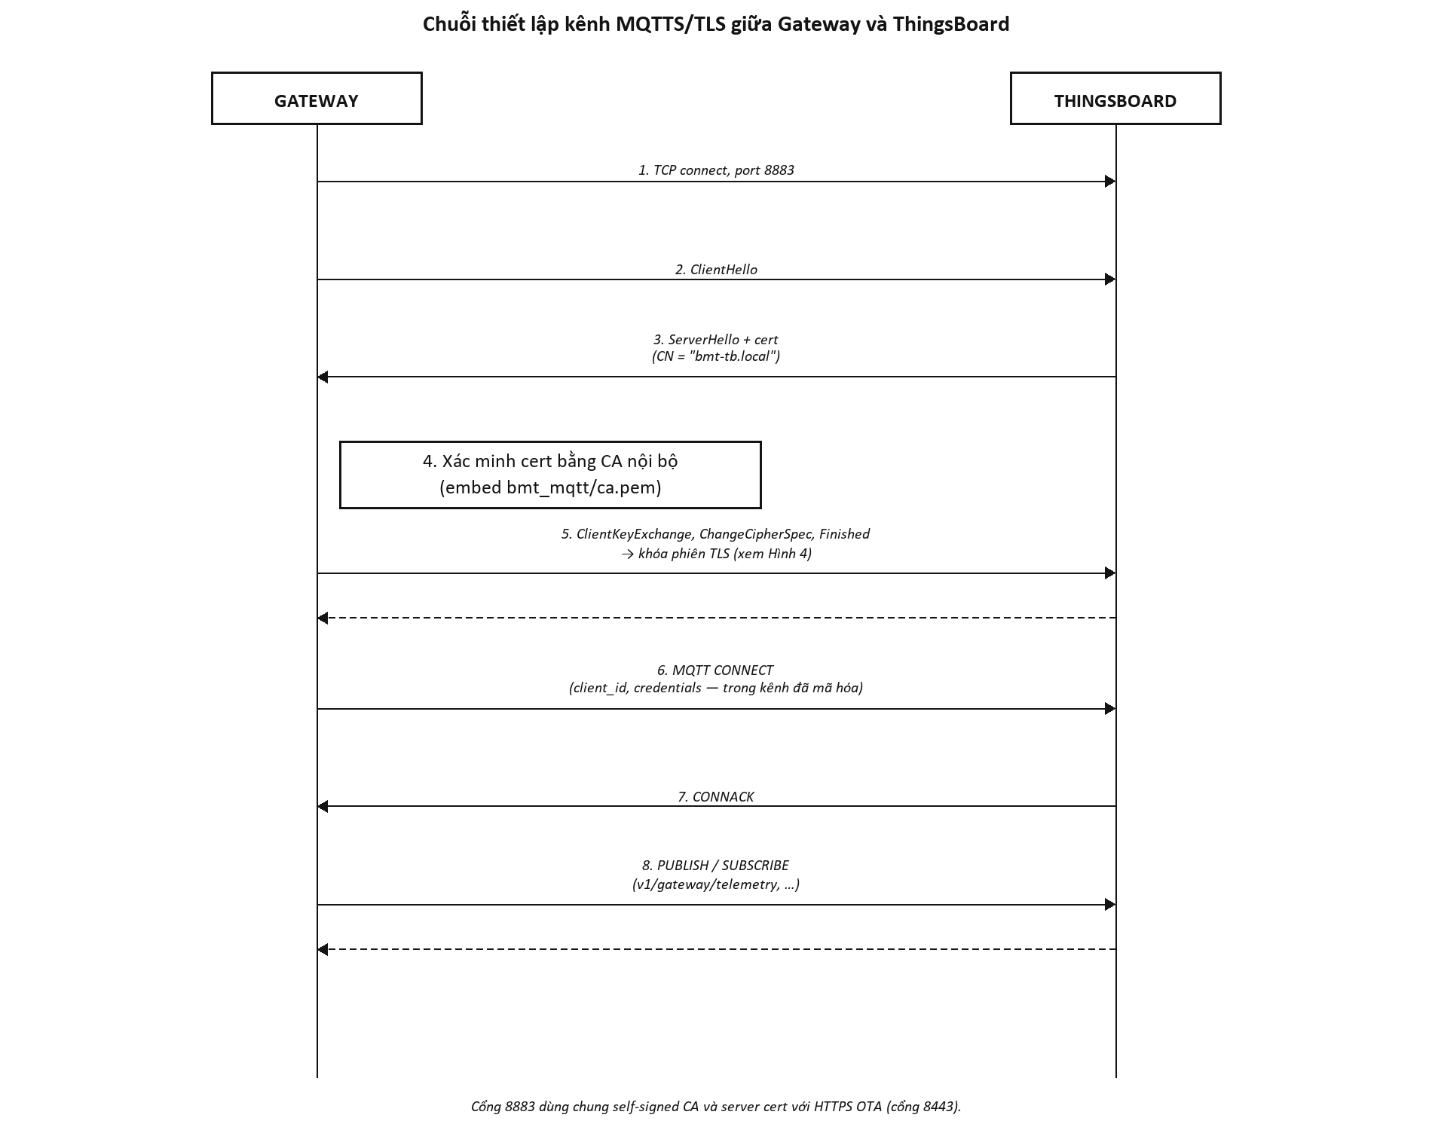 Chuỗi thiết lập kênh MQTTS/TLS giữa Gateway và ThingsBoard
GATEWAY
THINGSBOARD
1. TCP connect, port 8883
2. ClientHello
3. ServerHello + cert
(CN = "bmt-tb.local")
4. Xác minh cert bằng CA nội bộ
(embed bmt_mqtt/ca.pem)
5. ClientKeyExchange, ChangeCipherSpec, Finished
→ khóa phiên TLS (xem Hình 4)
6. MQTT CONNECT
(client_id, credentials — trong kênh đã mã hóa)
7. CONNACK
8. PUBLISH / SUBSCRIBE
(v1/gateway/telemetry, ...)
Cổng 8883 dùng chung self-signed CA và server cert với HTTPS OTA (cổng 8443).